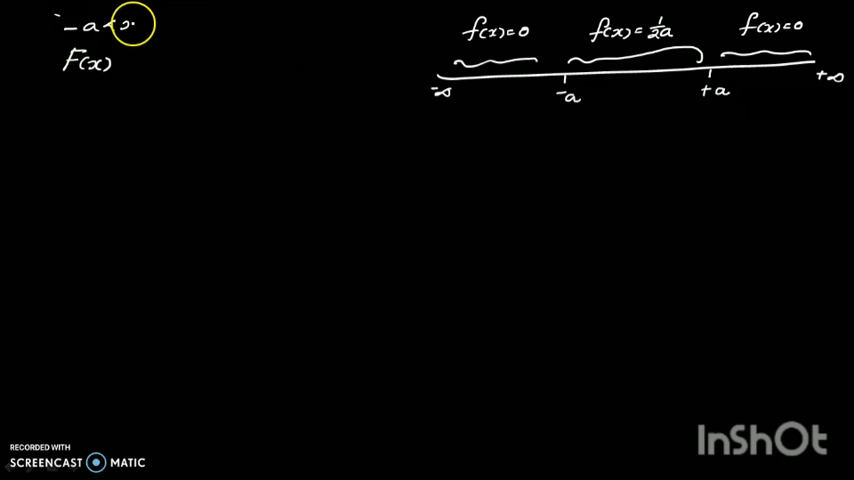 -a <
F(x)
f(x)=0 f(x)=1/2a f(x)=0
-∞ -a +a +∞
RECORDED WITH
SCREENCAST MATIC
InShOt